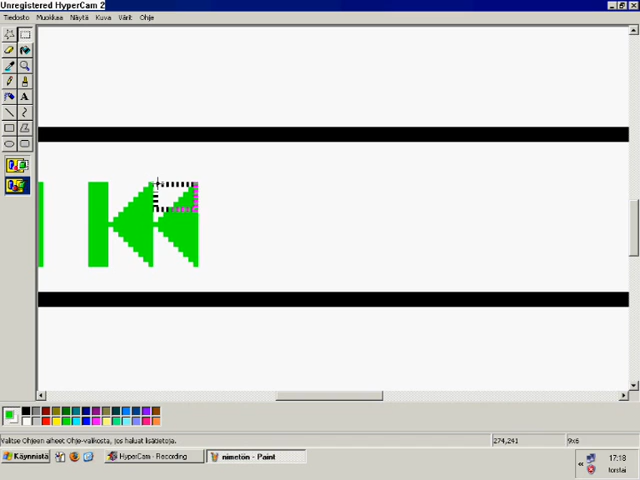 Unregistered HyperCam 2
Tiedosto Muokkaa Näytä Kuva Värit Ohje
A
Valitse Ohjeen aiheet Ohje-valikosta, jos haluat lisätietoja.
274,241
9x6
Käynnistä
HyperCam - Recording
nimetön - Paint
17:18
torstai